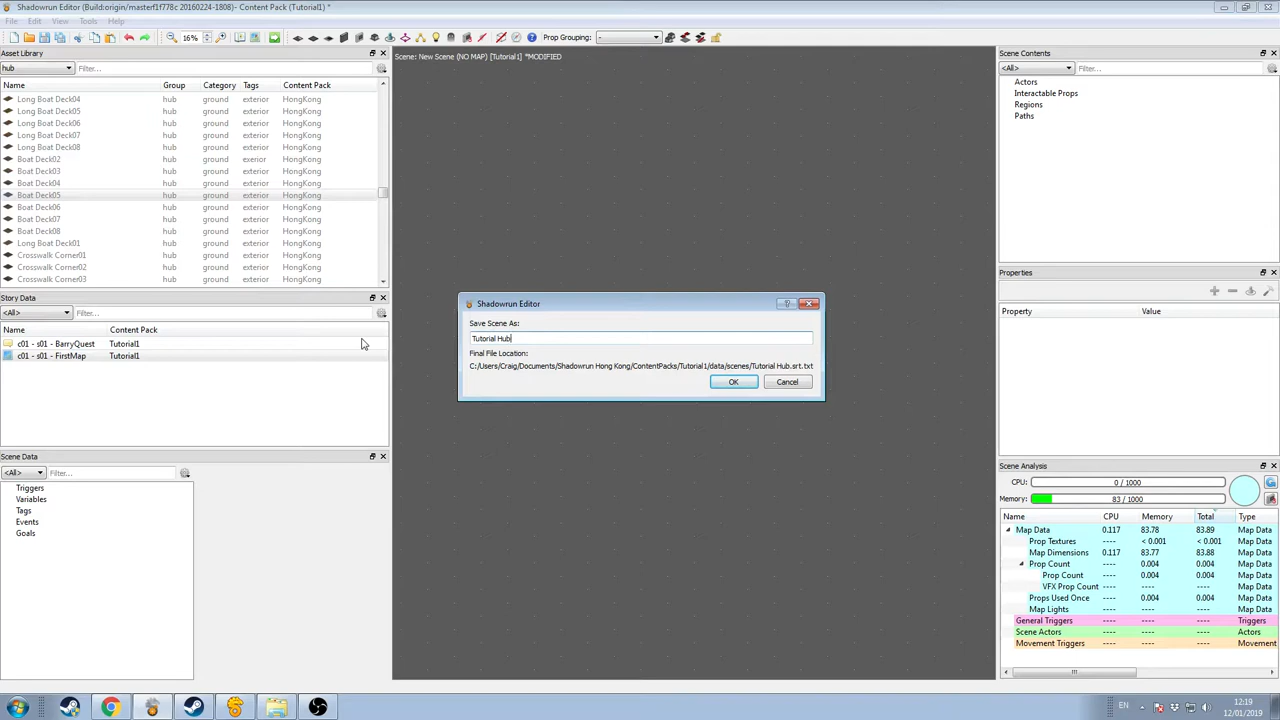 Shadowrun Editor (Build:origin/masterf1f778c 20160224-1808)- Content Pack (Tutorial1) *
File Edit View Tools Help
16% Prop Grouping: -
Asset Library
hub Filter...
Name Group Category Tags Content Pack
Long Boat Deck04 hub ground exterior HongKong
Long Boat Deck05 hub ground exterior HongKong
Long Boat Deck06 hub ground exterior HongKong
Long Boat Deck07 hub ground exterior HongKong
Long Boat Deck08 hub ground exterior HongKong
Boat Deck02 hub ground exerior HongKong
Boat Deck03 hub ground exterior HongKong
Boat Deck04 hub ground exterior HongKong
Boat Deck05 hub ground exterior HongKong
Boat Deck06 hub ground exterior HongKong
Boat Deck07 hub ground exterior HongKong
Boat Deck08 hub ground exterior HongKong
Long Boat Deck01 hub ground exterior HongKong
Crosswalk Corner01 hub ground exterior HongKong
Crosswalk Corner02 hub ground exterior HongKong
Crosswalk Corner03 hub ground exterior HongKong
Story Data
<All> Filter...
Name Content Pack
c01 - s01 - BarryQuest Tutorial1
c01 - s01 - FirstMap Tutorial1
Scene Data
<All> Filter...
Triggers
Variables
Tags
Events
Goals
Scene: New Scene (NO MAP) [Tutorial1] *MODIFIED
Shadowrun Editor
Save Scene As:
Tutorial Hub
Final File Location:
C:/Users/Craig/Documents/Shadowrun Hong Kong/ContentPacks/Tutorial1/data/scenes/Tutorial Hub.srt.txt
OK Cancel
Scene Contents
<All> Filter...
Actors
Interactable Props
Regions
Paths
Properties
Property Value
Scene Analysis
CPU: 0 / 1000
Memory: 83 / 1000
Name CPU Memory Total Type
Map Data 0.117 83.78 83.89 Map Data
Prop Textures ---- < 0.001 < 0.001 Map Data
Map Dimensions 0.117 83.77 83.88 Map Data
Prop Count ---- 0.004 0.004 Map Data
Prop Count ---- 0.004 0.004 Map Data
VFX Prop Count ---- ---- ---- Map Data
Props Used Once ---- 0.004 0.004 Map Data
Map Lights ---- ---- ---- Map Data
General Triggers ---- ---- ---- Triggers
Scene Actors ---- ---- ---- Actors
Movement Triggers ---- ---- ---- Movement
EN 12:19
12/01/2019